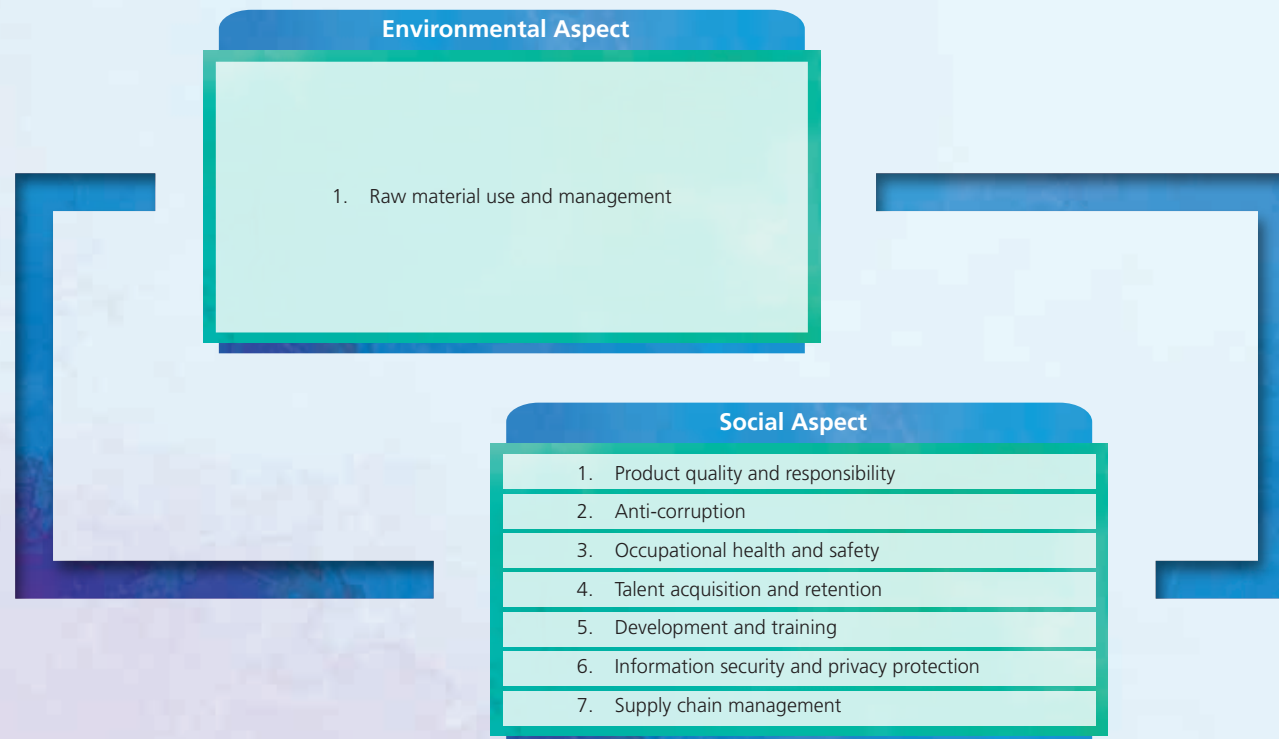 Environmental Aspect
1. Raw material use and management
Social Aspect
1. Product quality and responsibility
2. Anti-corruption
3. Occupational health and safety
4. Talent acquisition and retention
5. Development and training
6. Information security and privacy protection
7. Supply chain management